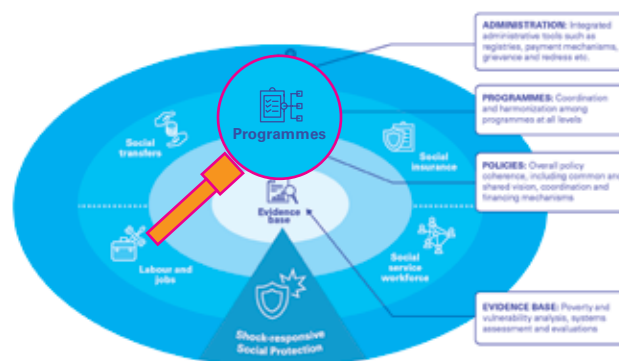 ADMINISTRATION: Integrated
administrative tools such as
registries, payment mechanisms,
grievance and redress etc.
Programmes
PROGRAMMES: Coordination
and harmonization among
programmes at all levels
Social
transfers
Social
insurance
POLICIES: Overall policy
coherence, including common and
shared vision, coordination and
financing mechanisms
Evidence
base
Labour and
jobs
Social
service
workforce
EVIDENCE BASE: Poverty and
vulnerability analysis, systems
assessment and evaluations
Shock-responsive
Social Protection